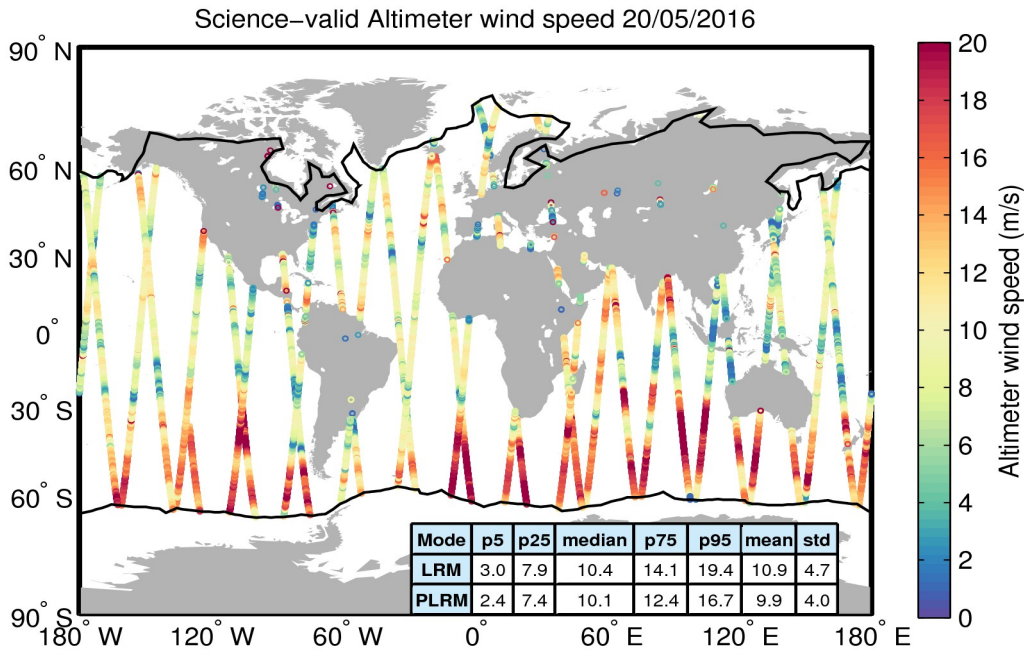 Science−valid Altimeter wind speed 20/05/2016
90° N
60° N
30° N
0°
30° S
60° S
90° S
180° W
120° W
60° W
0°
60° E
120° E
180° E
Mode p5 p25 median p75 p95 mean std
LRM 3.0 7.9 10.4 14.1 19.4 10.9 4.7
PLRM 2.4 7.4 10.1 12.4 16.7 9.9 4.0
20
18
16
14
12
10
8
6
4
2
0
Altimeter wind speed (m/s)